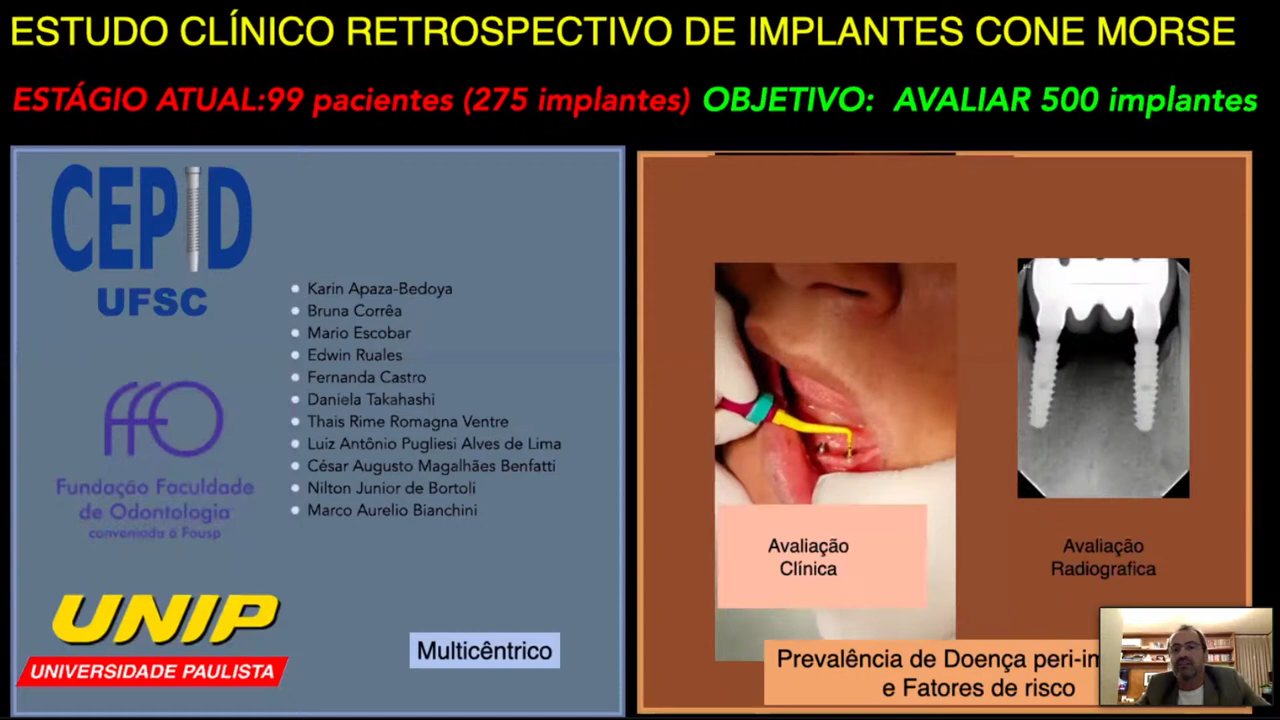 ESTUDO CLÍNICO RETROSPECTIVO DE IMPLANTES CONE MORSE
ESTÁGIO ATUAL:99 pacientes (275 implantes) OBJETIVO: AVALIAR 500 implantes
CEPID
UFSC
Karin Apaza-Bedoya
Bruna Corrêa
Mario Escobar
Edwin Ruales
Fernanda Castro
Daniela Takahashi
Thais Rime Romagna Ventre
Luiz Antônio Pugliesi Alves de Lima
César Augusto Magalhães Benfatti
Nilton Junior de Bortoli
Marco Aurelio Bianchini
ffo
Fundação Faculdade
de Odontologia
conveniada à Fousp
UNIP
UNIVERSIDADE PAULISTA
Multicêntrico
Avaliação
Clínica
Avaliação
Radiografica
Prevalência de Doença
e Fatores de risco